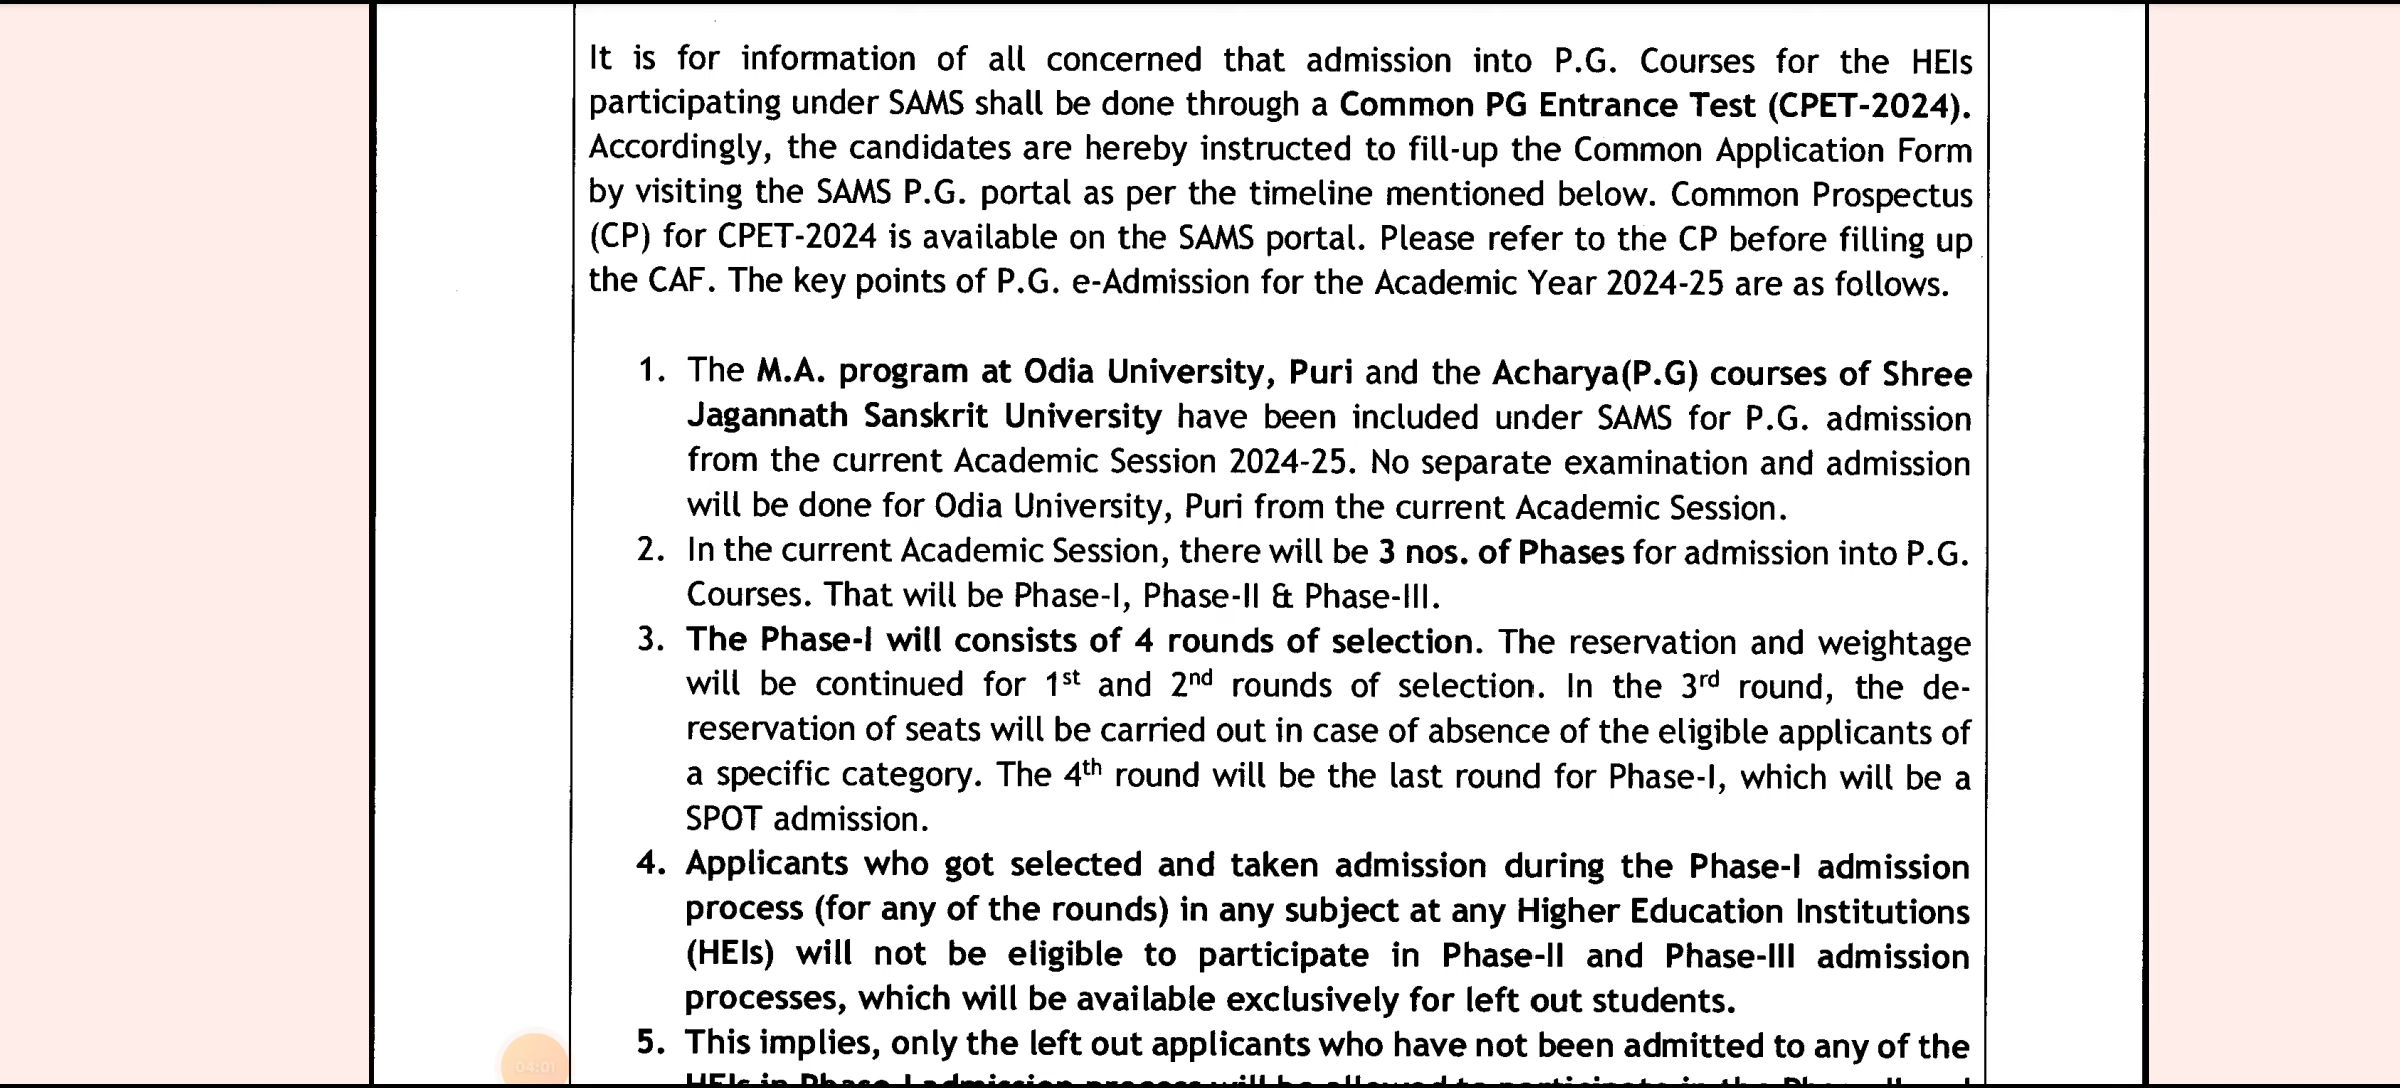 It is for information of all concerned that admission into P.G. Courses for the HEIs
participating under SAMS shall be done through a Common PG Entrance Test (CPET-2024).
Accordingly, the candidates are hereby instructed to fill-up the Common Application Form
by visiting the SAMS P.G. portal as per the timeline mentioned below. Common Prospectus
(CP) for CPET-2024 is available on the SAMS portal. Please refer to the CP before filling up
the CAF. The key points of P.G. e-Admission for the Academic Year 2024-25 are as follows.
1. The M.A. program at Odia University, Puri and the Acharya(P.G) courses of Shree
Jagannath Sanskrit University have been included under SAMS for P.G. admission
from the current Academic Session 2024-25. No separate examination and admission
will be done for Odia University, Puri from the current Academic Session.
2. In the current Academic Session, there will be 3 nos. of Phases for admission into P.G.
Courses. That will be Phase-I, Phase-II & Phase-III.
3. The Phase-I will consists of 4 rounds of selection. The reservation and weightage
will be continued for 1st and 2nd rounds of selection. In the 3rd round, the de-
reservation of seats will be carried out in case of absence of the eligible applicants of
a specific category. The 4th round will be the last round for Phase-I, which will be a
SPOT admission.
4. Applicants who got selected and taken admission during the Phase-I admission
process (for any of the rounds) in any subject at any Higher Education Institutions
(HEIs) will not be eligible to participate in Phase-II and Phase-III admission
processes, which will be available exclusively for left out students.
5. This implies, only the left out applicants who have not been admitted to any of the
04:01